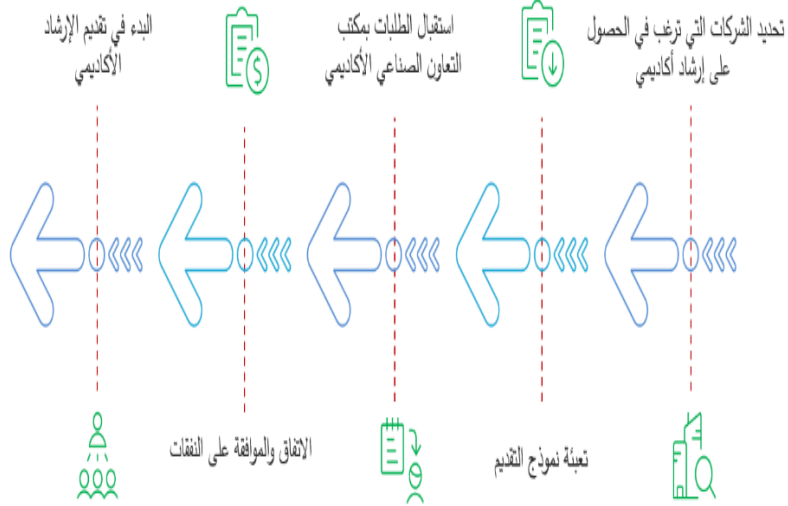 تحديد الشركات التي ترغب في الحصول
على إرشاد أكاديمي
تعبئة نموذج التقديم
استقبال الطلبات بمكتب
التعاون الصناعي الأكاديمي
الاتفاق والموافقة على النفقات
البدء في تقديم الإرشاد
الأكاديمي